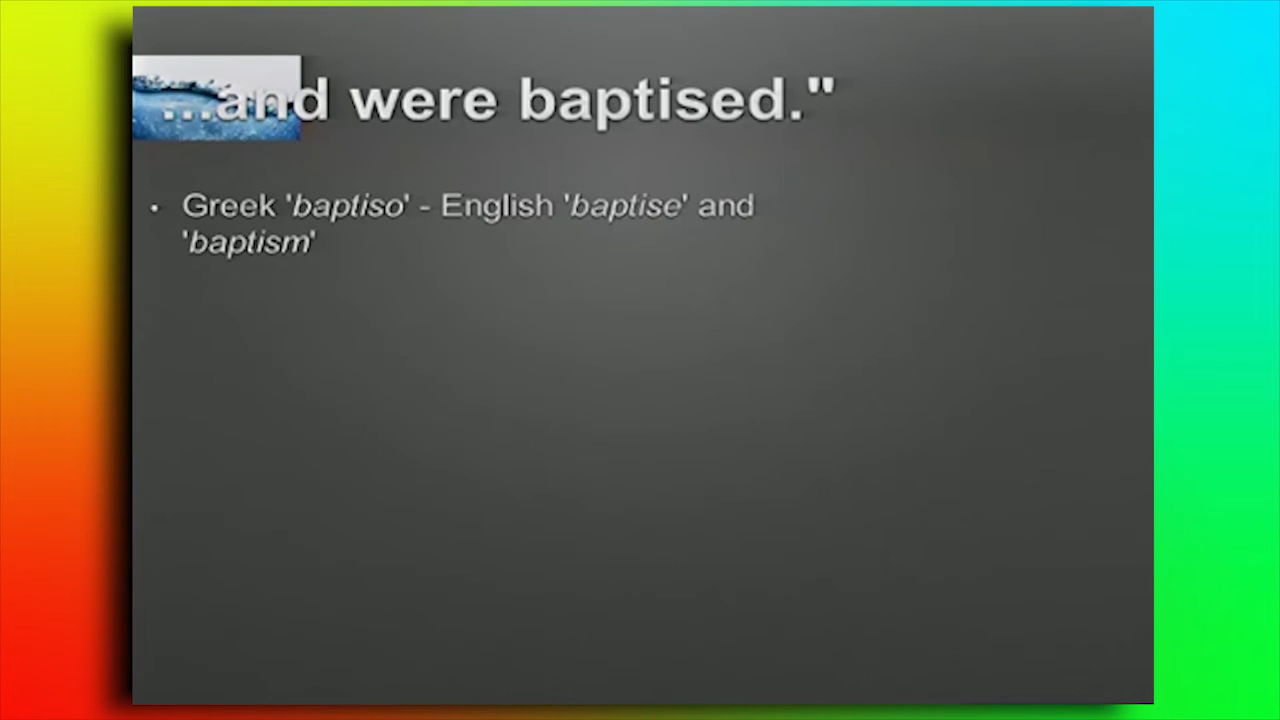 ...and were baptised."
• Greek 'baptiso' - English 'baptise' and
'baptism'